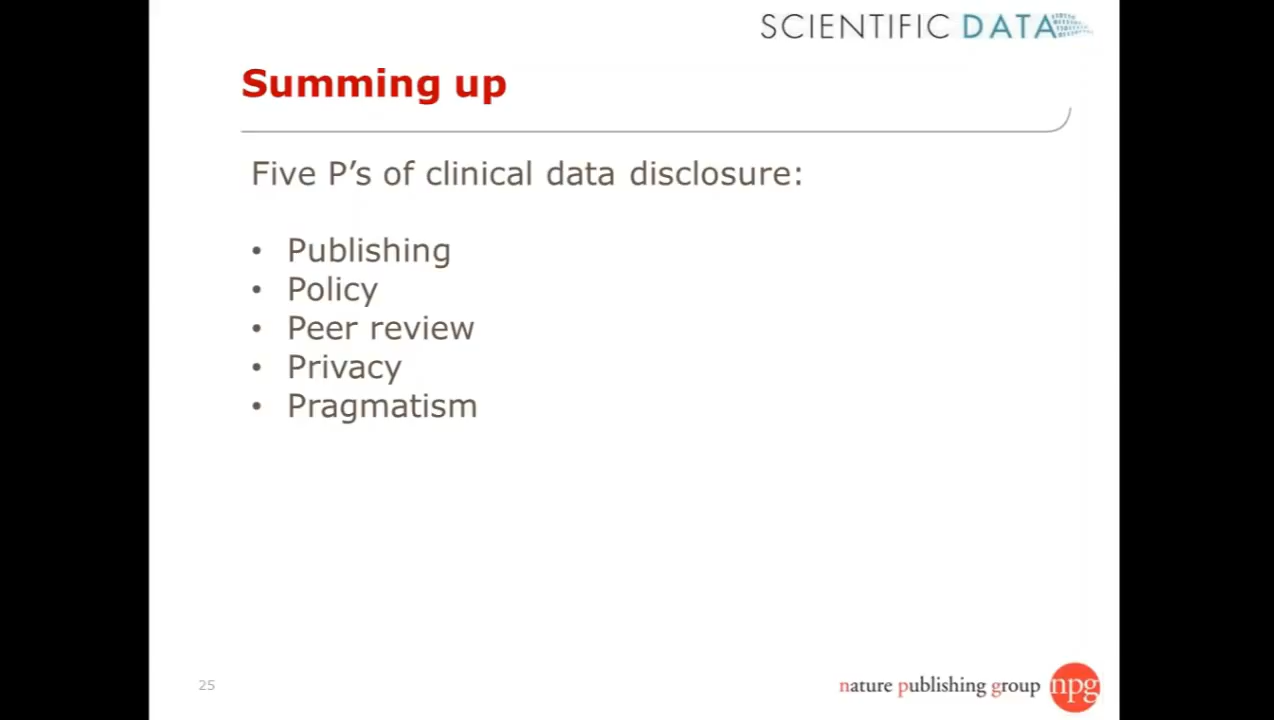 SCIENTIFIC DATA
Summing up
Five P’s of clinical data disclosure:
• Publishing
• Policy
• Peer review
• Privacy
• Pragmatism
25
nature publishing group npg